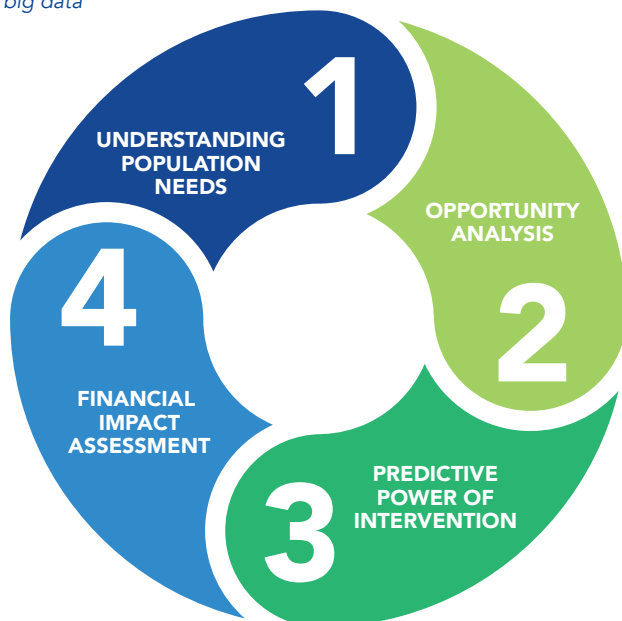 big data
1
UNDERSTANDING
POPULATION
NEEDS
OPPORTUNITY
ANALYSIS
2
3
PREDICTIVE
POWER OF
INTERVENTION
4
FINANCIAL
IMPACT
ASSESSMENT